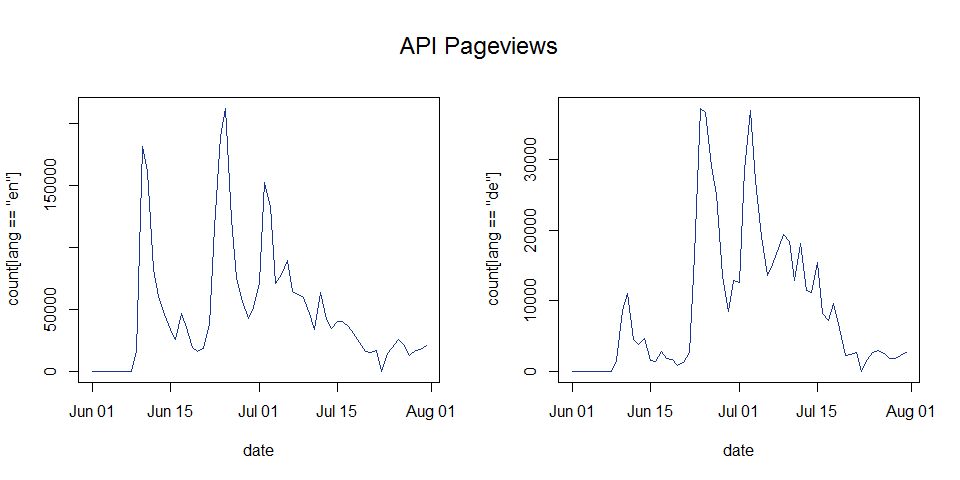 API Pageviews
count[lang == "en"]
150000
50000
0
Jun 01 Jun 15 Jul 01 Jul 15 Aug 01
date
count[lang == "de"]
30000
20000
10000
0
Jun 01 Jun 15 Jul 01 Jul 15 Aug 01
date